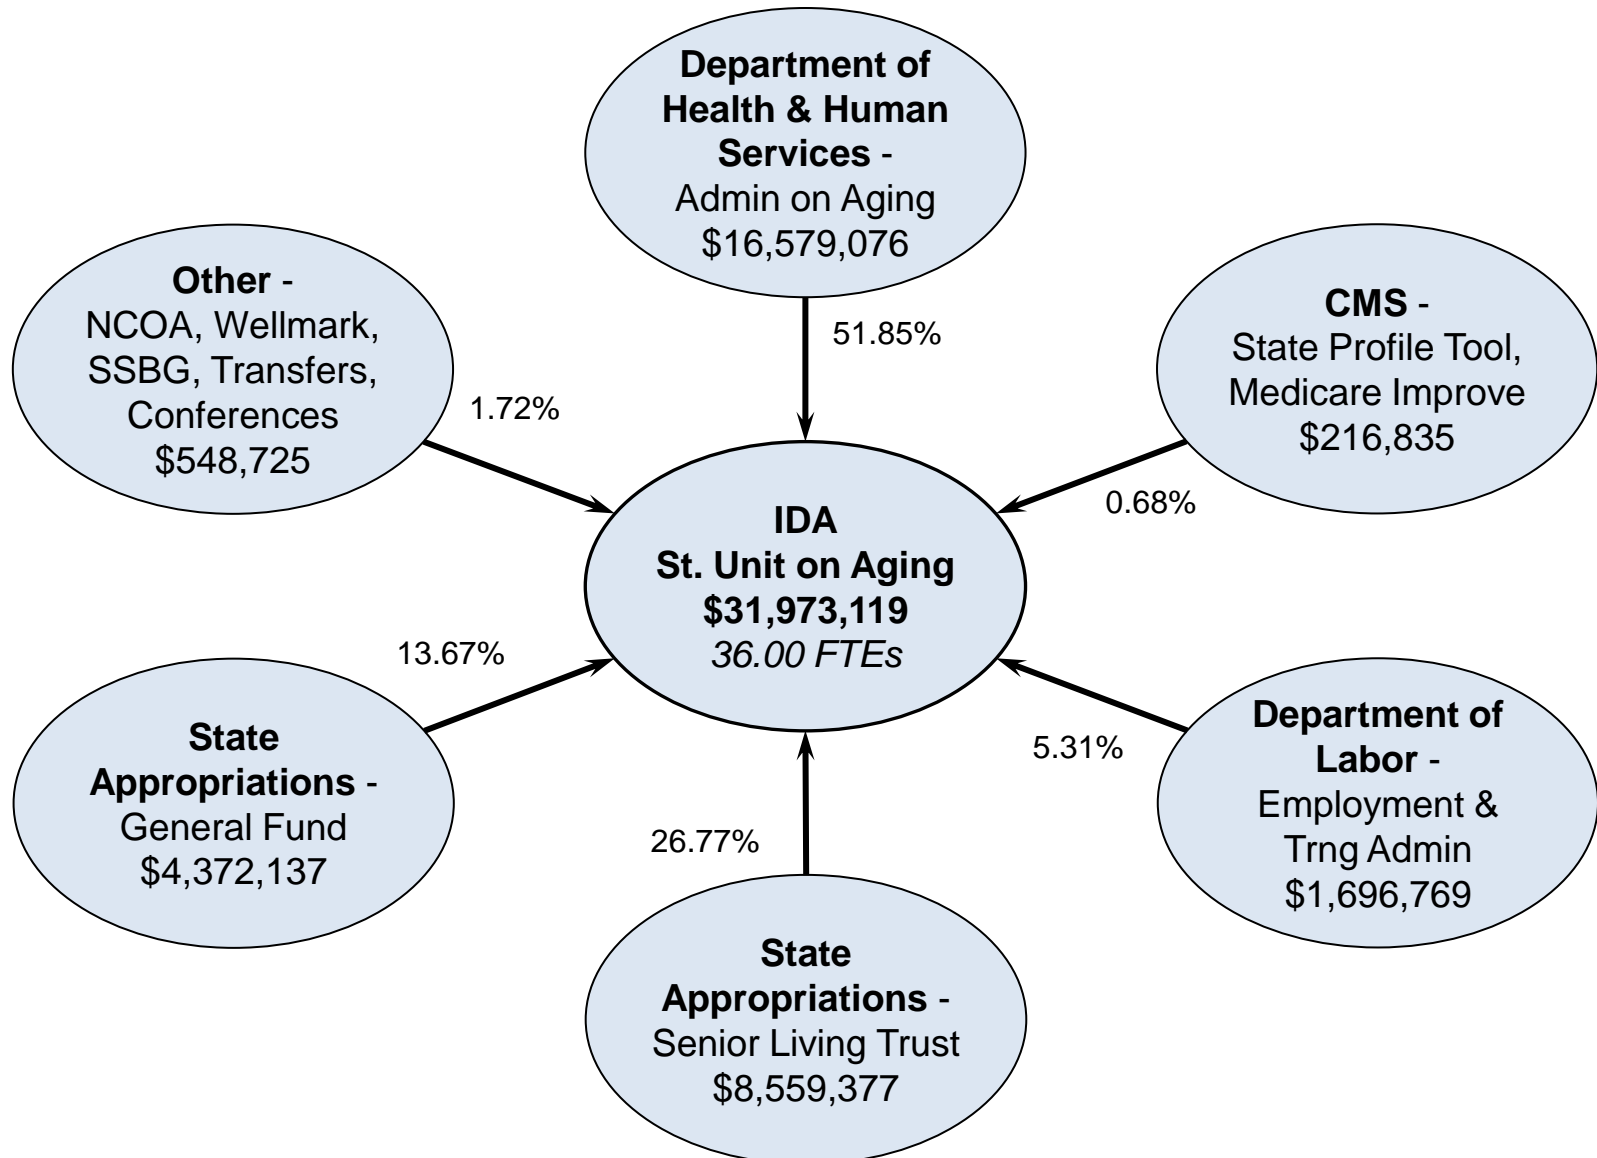 Department of
Health & Human
Services -
Admin on Aging
$16,579,076
51.85%
Other -
NCOA, Wellmark,
SSBG, Transfers,
Conferences
$548,725
1.72%
CMS -
State Profile Tool,
Medicare Improve
$216,835
0.68%
IDA
St. Unit on Aging
$31,973,119
36.00 FTEs
13.67%
State
Appropriations -
General Fund
$4,372,137
5.31%
Department of
Labor -
Employment &
Trng Admin
$1,696,769
26.77%
State
Appropriations -
Senior Living Trust
$8,559,377